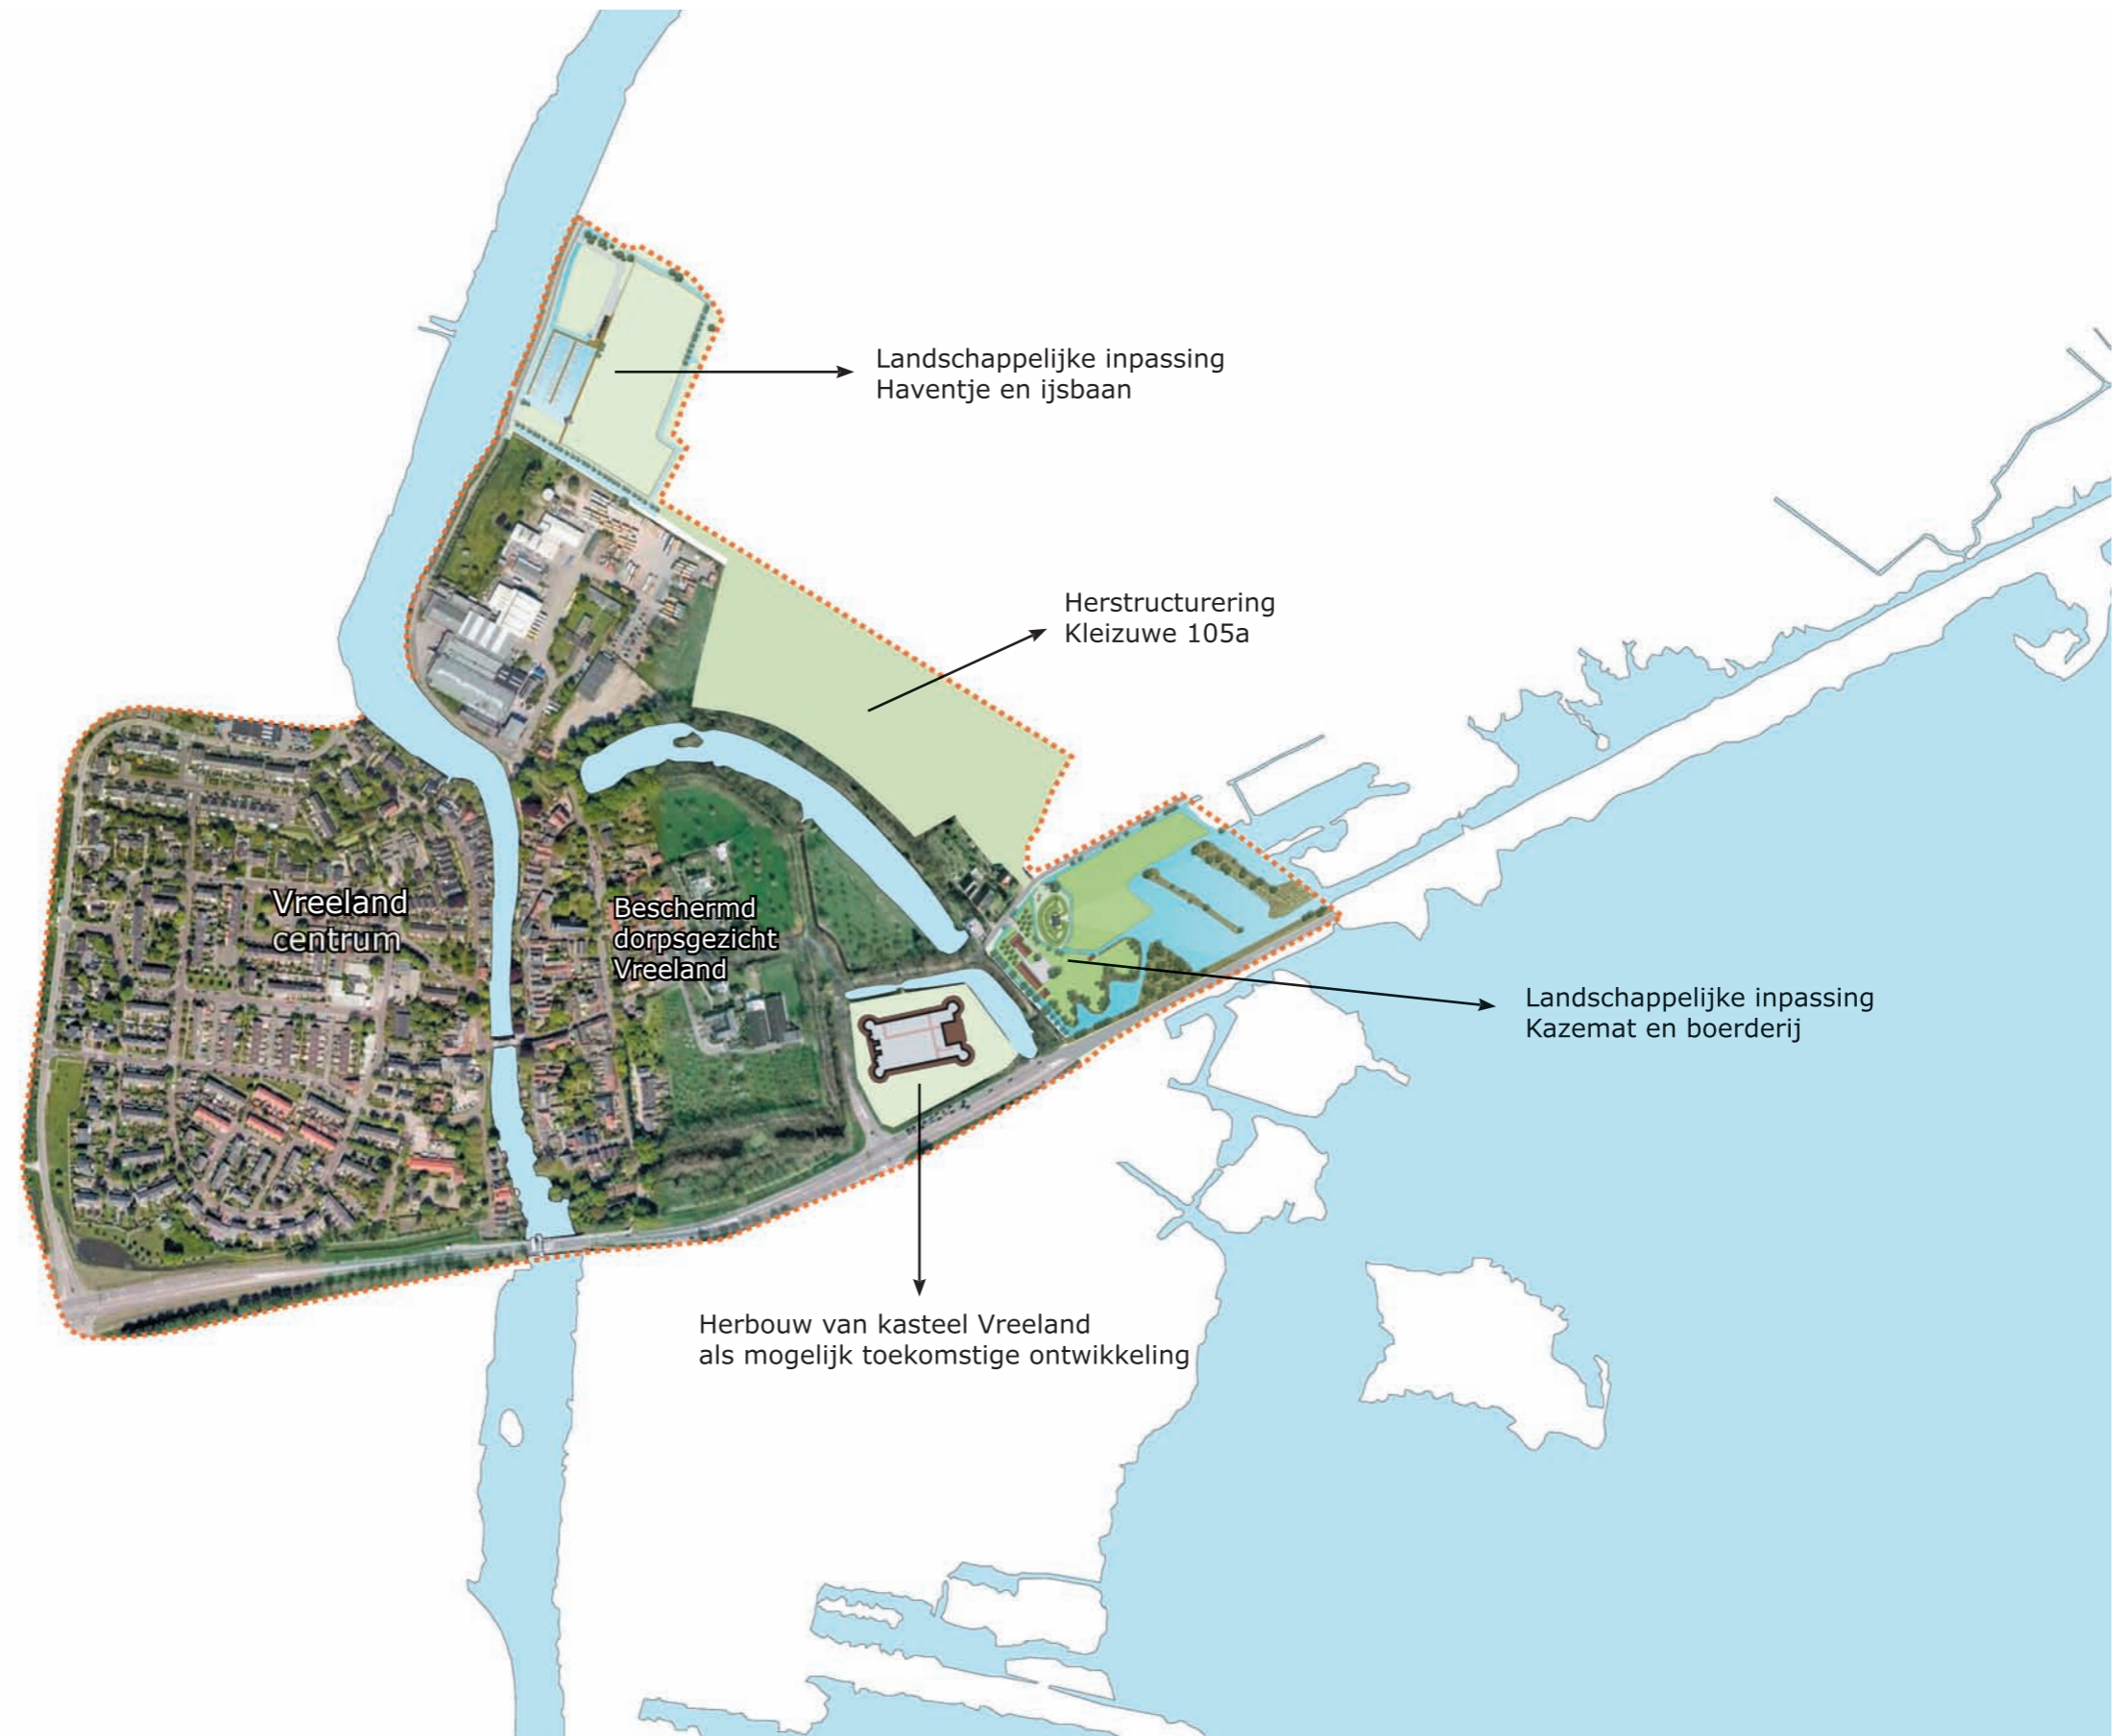 Landschappelijke inpassing
Haventje en ijsbaan
Herstructurering
Kleizuwe 105a
Vreeland
centrum
Beschermd
dorpsgezicht
Vreeland
Landschappelijke inpassing
Kazemat en boerderij
Herbouw van kasteel Vreeland
als mogelijk toekomstige ontwikkeling